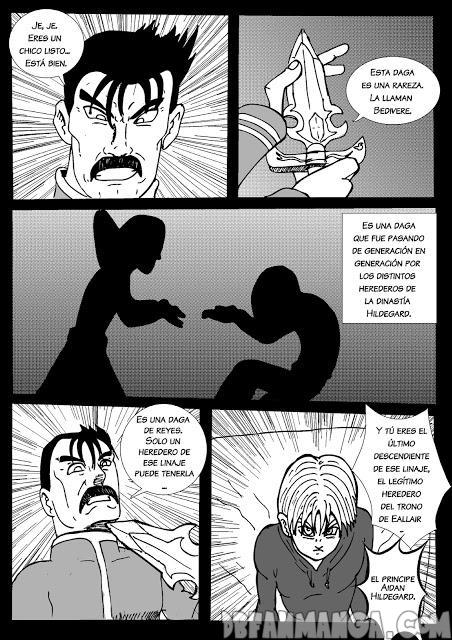 Je, je.
Eres un
chico listo...
Está bien.
Esta daga
es una rareza.
La llaman
Bedivere.
Es una daga
que fue pasando
de generación en
generación por
los distintos
herederos de
la dinastía
Hildegard.
Es una daga
de reyes.
Solo un
heredero de
ese linaje
puede tenerla
...
Y tú eres el
último
descendiente
de ese linaje,
el legítimo
heredero
del trono
de Eallair
el principe
Aidan
Hildegard.
DBFANMANGA.COM